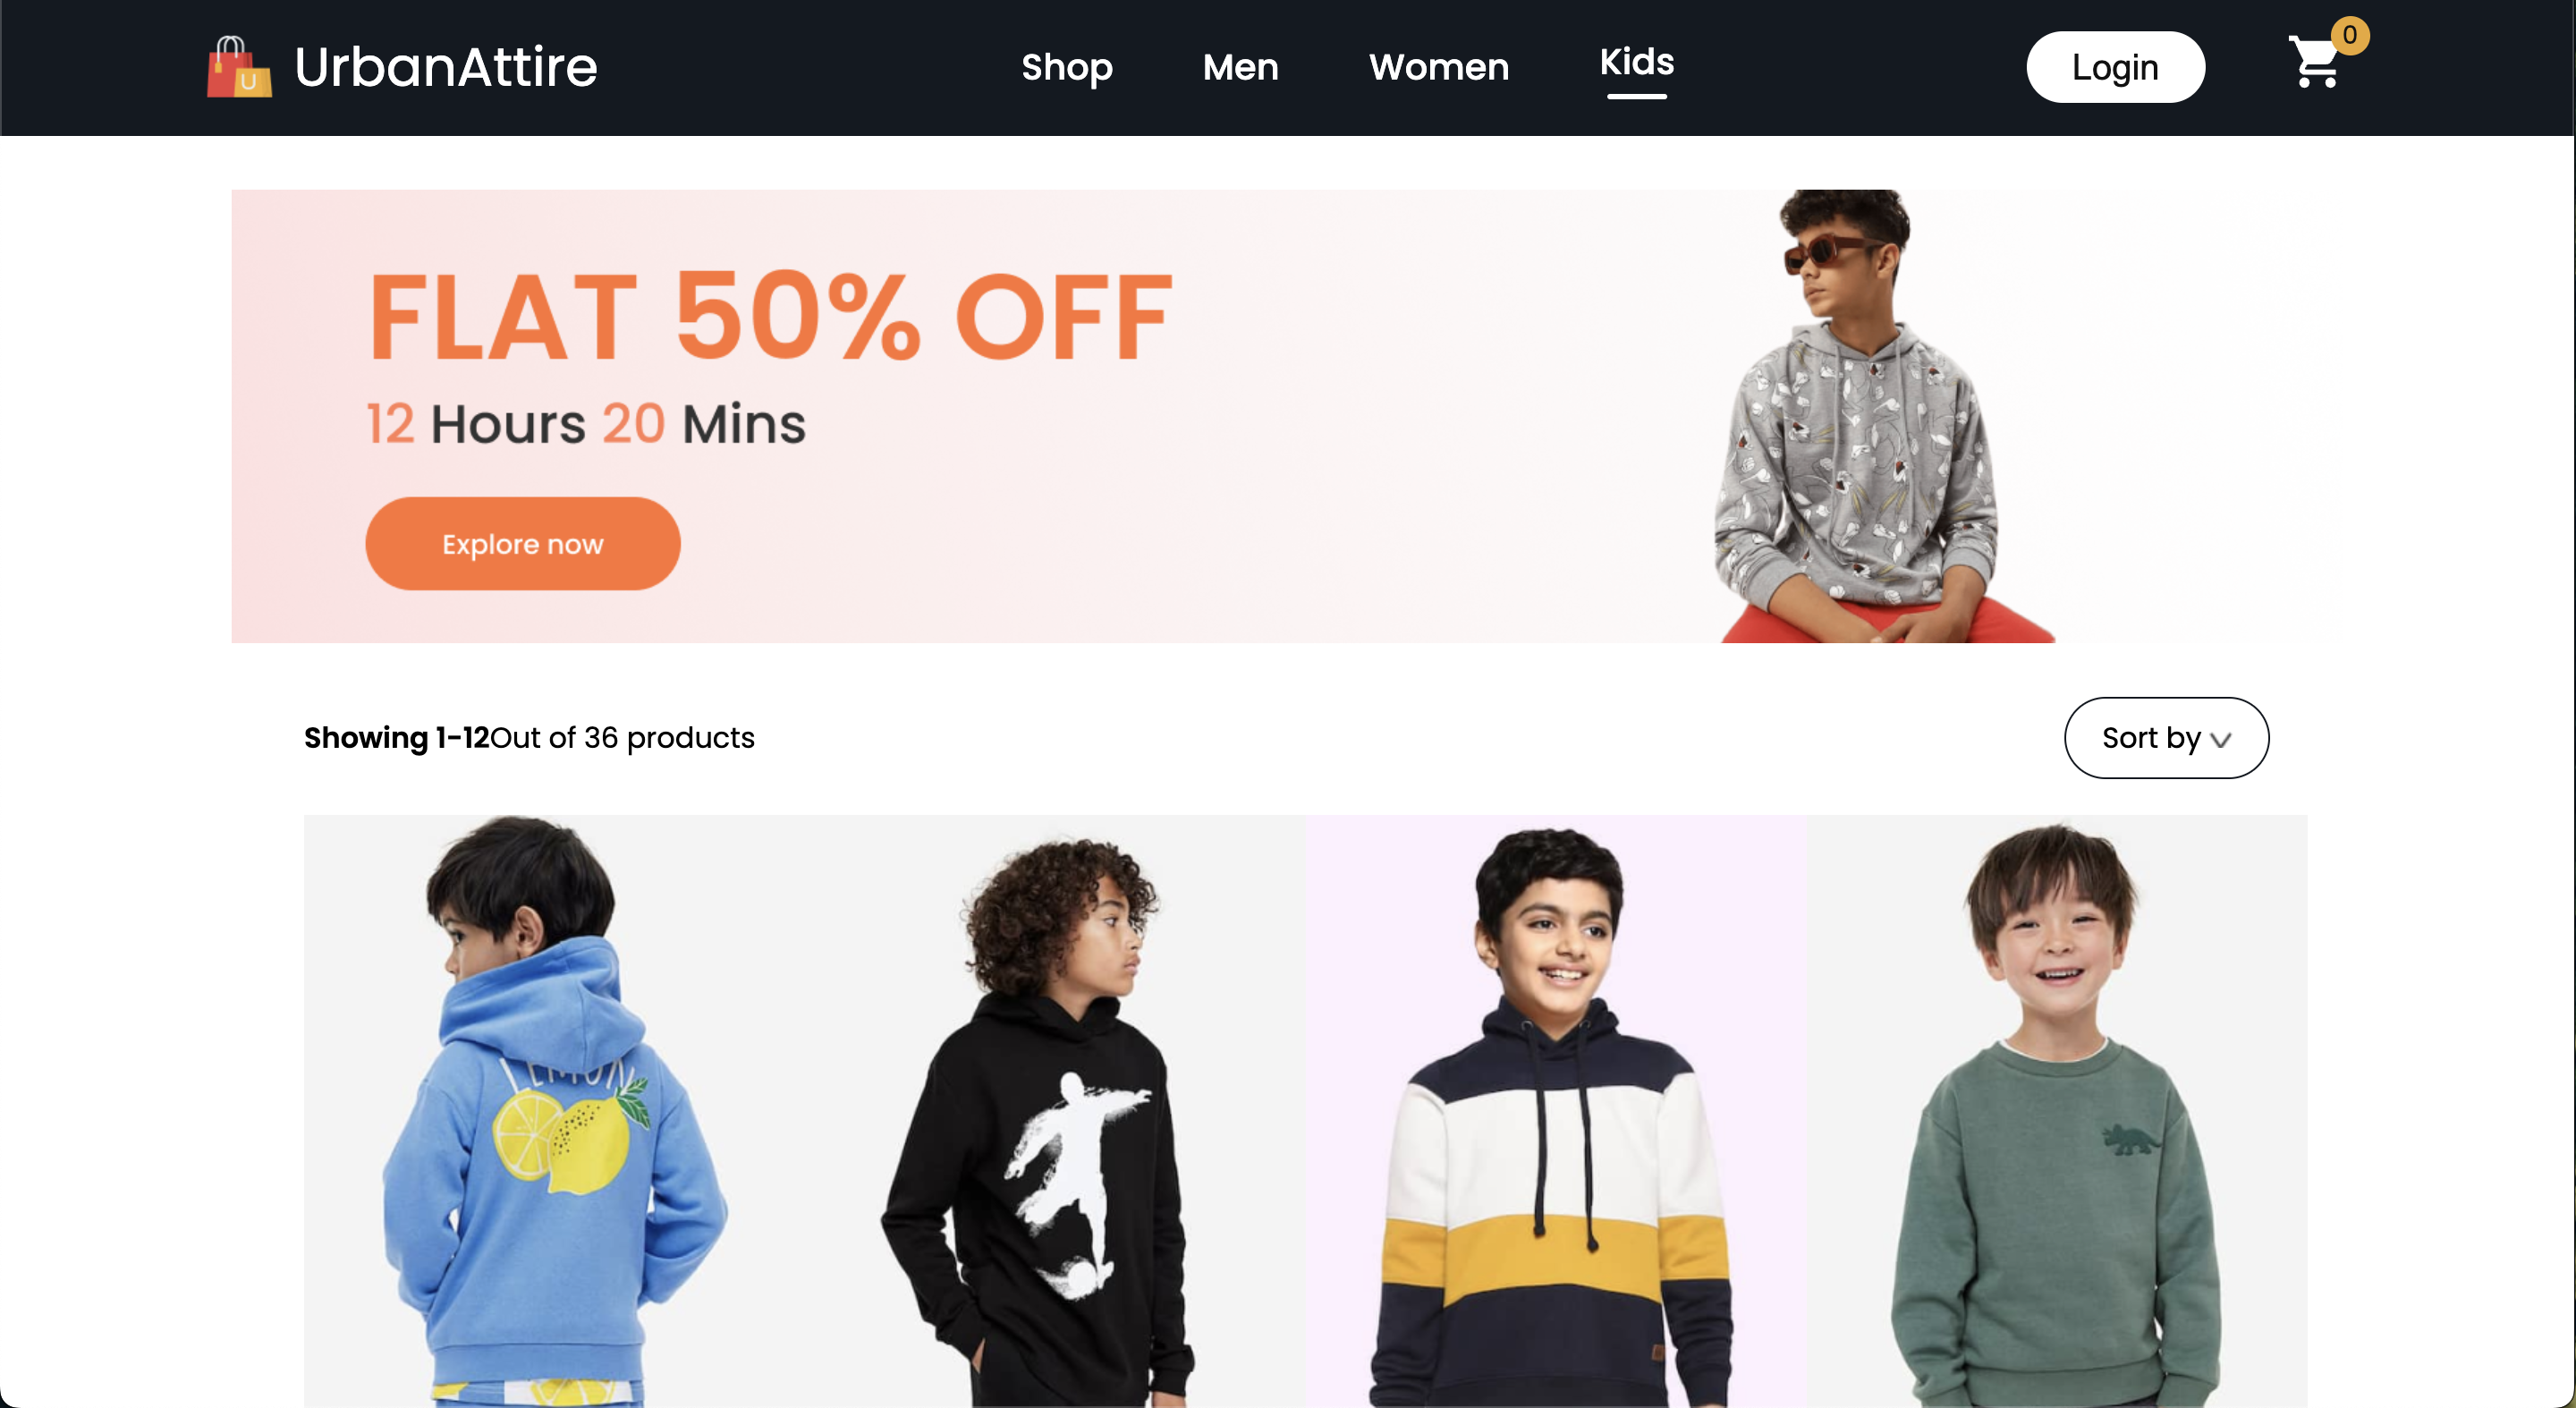 U
UrbanAttire
Shop
Men
Women
Kids
Login
0
FLAT 50% OFF
12 Hours 20 Mins
Explore now
Showing 1-12Out of 36 products
Sort by
LEMON